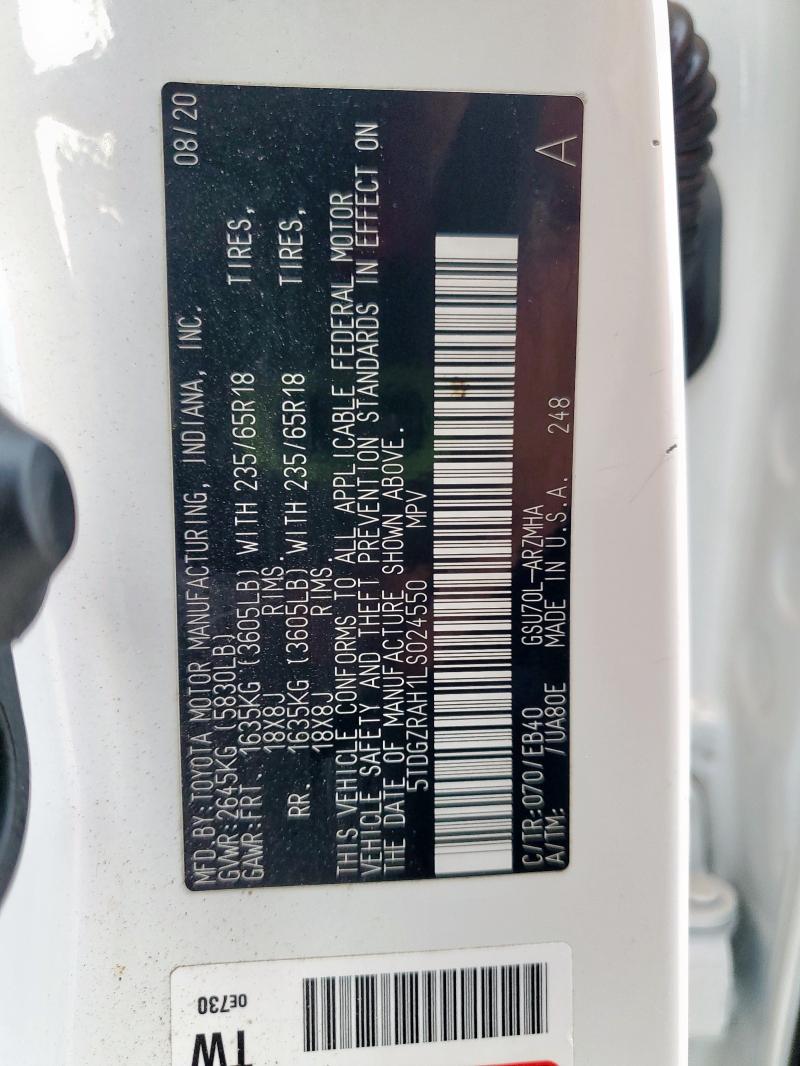 MFD.BY:TOYOTA MOTOR MANUFACTURING, INDIANA, INC. 08/20
GVWR:2645KG (5830LB)
GAWR:FRT. 1635KG (3605LB) WITH 235/65R18 TIRES,
18X8J RIMS.
RR. 1635KG (3605LB) WITH 235/65R18 TIRES,
18X8J RIMS.
THIS VEHICLE CONFORMS TO ALL APPLICABLE FEDERAL MOTOR
VEHICLE SAFETY AND THEFT PREVENTION STANDARDS IN EFFECT ON
THE DATE OF MANUFACTURE SHOWN ABOVE.
5TDGZRAH1LS024550 MPV
C/TR:070/EB40 GSU70L-ARZMHA A
A/TM: /UA80E MADE IN U.S.A. 248
0E730
TW